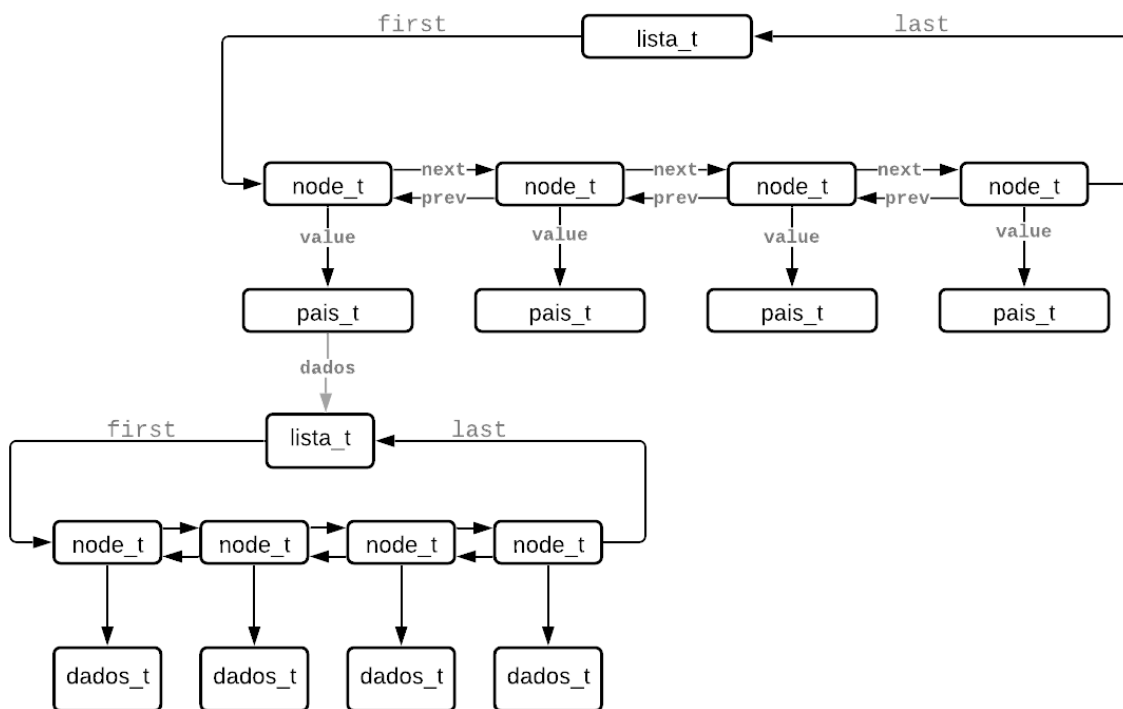 first
lista_t
last
node_t
next
prev
node_t
next
prev
node_t
next
prev
node_t
value
value
value
value
pais_t
pais_t
pais_t
pais_t
dados
first
lista_t
last
node_t
node_t
node_t
node_t
dados_t
dados_t
dados_t
dados_t